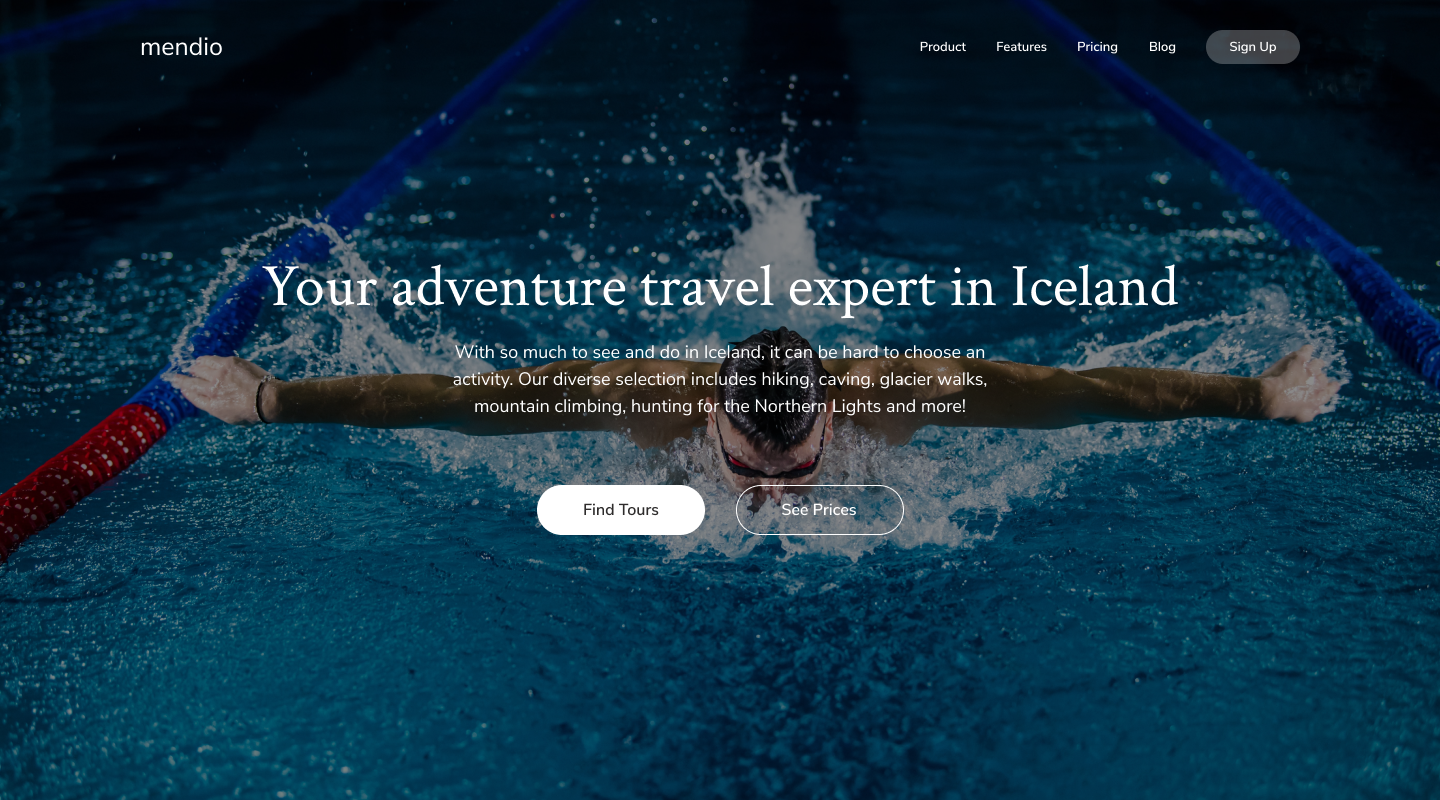 mendio
Product Features Pricing Blog Sign Up
Your adventure travel expert in Iceland
With so much to see and do in Iceland, it can be hard to choose an
activity. Our diverse selection includes hiking, caving, glacier walks,
mountain climbing, hunting for the Northern Lights and more!
Find Tours See Prices